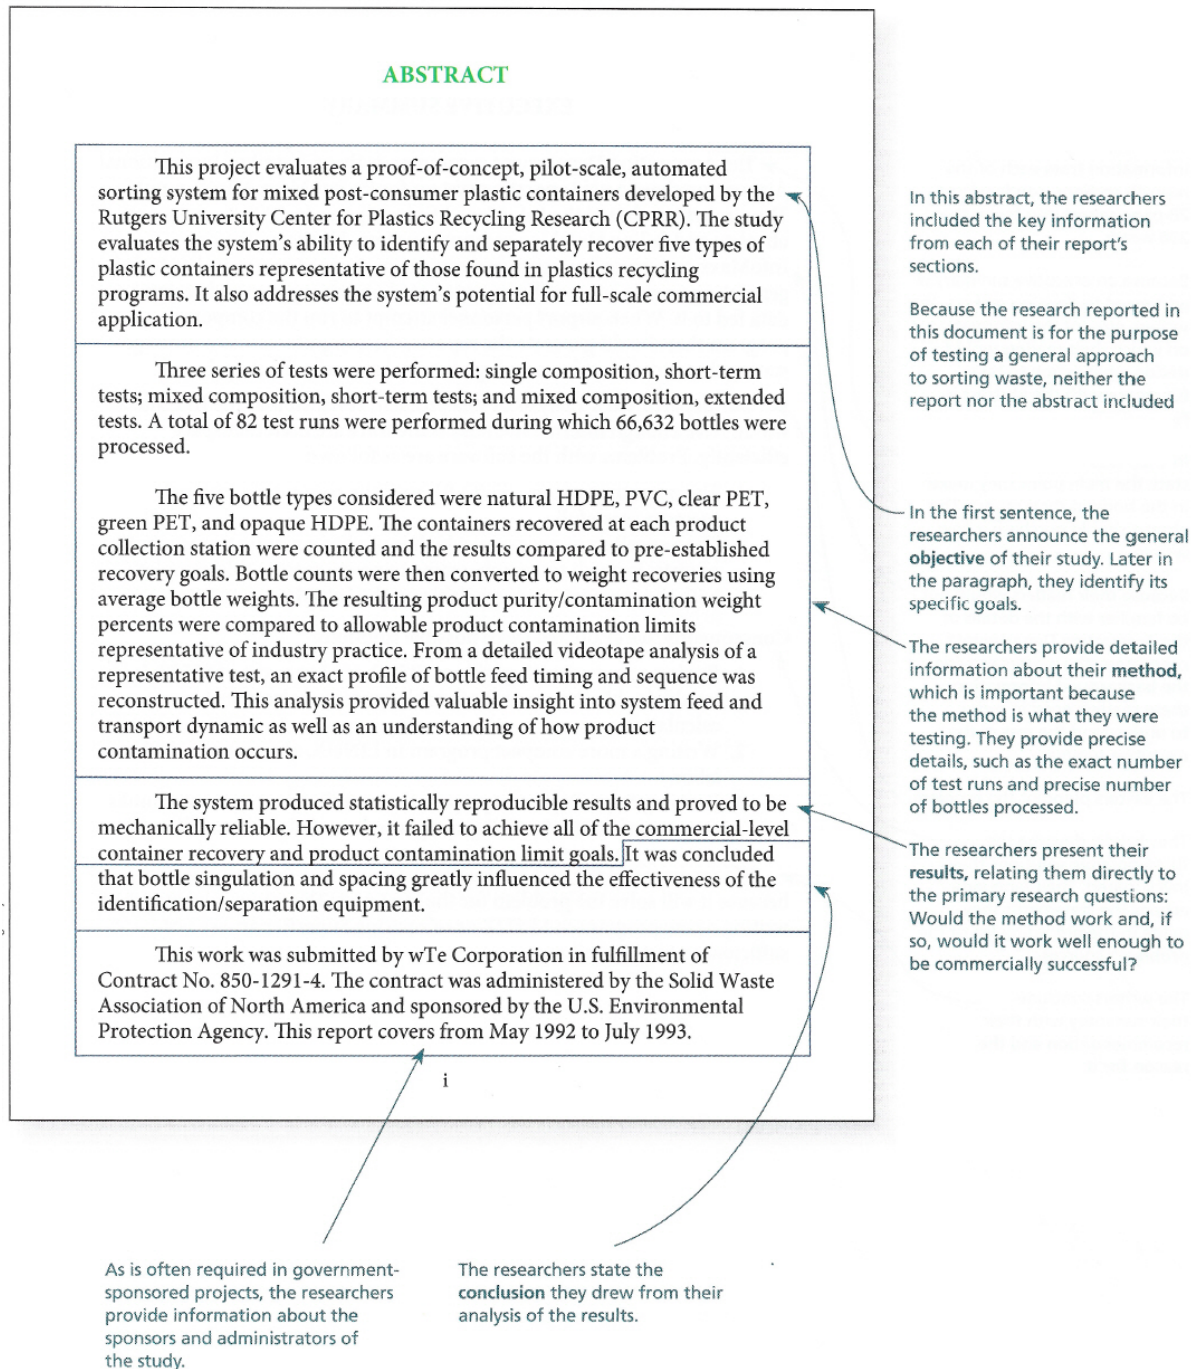 ABSTRACT
This project evaluates a proof-of-concept, pilot-scale, automated
sorting system for mixed post-consumer plastic containers developed by the
Rutgers University Center for Plastics Recycling Research (CPRR). The study
evaluates the system's ability to identify and separately recover five types of
plastic containers representative of those found in plastics recycling
programs. It also addresses the system's potential for full-scale commercial
application.
Three series of tests were performed: single composition, short-term
tests; mixed composition, short-term tests; and mixed composition, extended
tests. A total of 82 test runs were performed during which 66,632 bottles were
processed.
The five bottle types considered were natural HDPE, PVC, clear PET,
green PET, and opaque HDPE. The containers recovered at each product
collection station were counted and the results compared to pre-established
recovery goals. Bottle counts were then converted to weight recoveries using
average bottle weights. The resulting product purity/contamination weight
percents were compared to allowable product contamination limits
representative of industry practice. From a detailed videotape analysis of a
representative test, an exact profile of bottle feed timing and sequence was
reconstructed. This analysis provided valuable insight into system feed and
transport dynamic as well as an understanding of how product
contamination occurs.
The system produced statistically reproducible results and proved to be
mechanically reliable. However, it failed to achieve all of the commercial-level
container recovery and product contamination limit goals. It was concluded
that bottle singulation and spacing greatly influenced the effectiveness of the
identification/separation equipment.
This work was submitted by wTe Corporation in fulfillment of
Contract No. 850-1291-4. The contract was administered by the Solid Waste
Association of North America and sponsored by the U.S. Environmental
Protection Agency. This report covers from May 1992 to July 1993.
i
In this abstract, the researchers
included the key information
from each of their report's
sections.
Because the research reported in
this document is for the purpose
of testing a general approach
to sorting waste, neither the
report nor the abstract included
In the first sentence, the
researchers announce the general
objective of their study. Later in
the paragraph, they identify its
specific goals.
The researchers provide detailed
information about their method,
which is important because
the method is what they were
testing. They provide precise
details, such as the exact number
of test runs and precise number
of bottles processed.
The researchers present their
results, relating them directly to
the primary research questions:
Would the method work and, if
so, would it work well enough to
be commercially successful?
As is often required in government-
sponsored projects, the researchers
provide information about the
sponsors and administrators of
the study.
The researchers state the
conclusion they drew from their
analysis of the results.